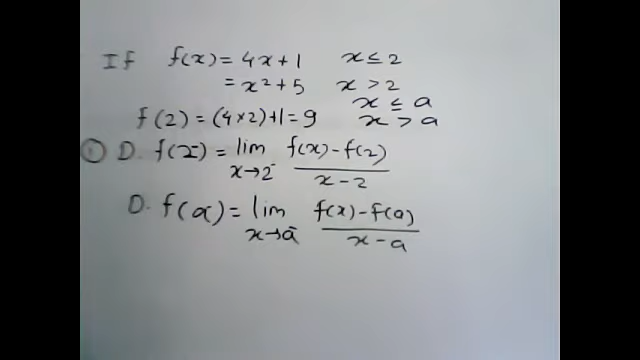 If f(x) = 4x+1 x ≤ 2
= x²+5 x > 2
x ≤ a
f(2) = (4×2)+1 = 9 x > a
① D. f(2⁻) = lim x→2⁻ f(x)-f(2) / x-2
D. f(a) = lim x→a⁻ f(x)-f(a) / x-a